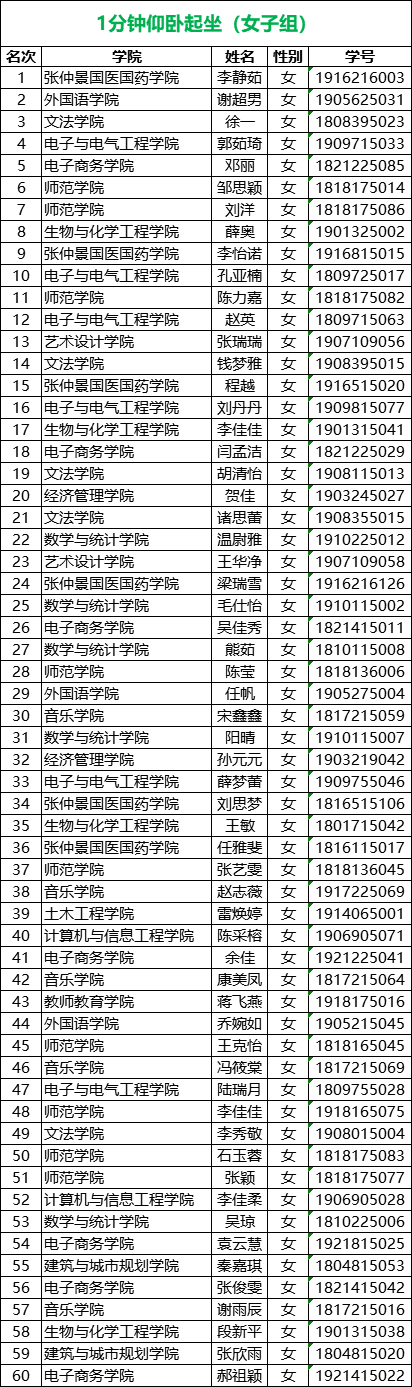 1分钟仰卧起坐（女子组）
名次 学院 姓名 性别 学号
1 张仲景国医国药学院 李静茹 女 1916216003
2 外国语学院 谢超男 女 1905625031
3 文法学院 徐一 女 1808395023
4 电子与电气工程学院 郭茹琦 女 1909715033
5 电子商务学院 邓丽 女 1821225085
6 师范学院 邹思颖 女 1818175014
7 师范学院 刘洋 女 1818175086
8 生物与化学工程学院 薛奥 女 1901325002
9 张仲景国医国药学院 李怡诺 女 1916815015
10 电子与电气工程学院 孔亚楠 女 1809725017
11 师范学院 陈力嘉 女 1818175082
12 电子与电气工程学院 赵英 女 1809715063
13 艺术设计学院 张瑞瑞 女 1907109056
14 文法学院 钱梦雅 女 1908395015
15 张仲景国医国药学院 程越 女 1916515020
16 电子与电气工程学院 刘丹丹 女 1909815077
17 生物与化学工程学院 李佳佳 女 1901315041
18 电子商务学院 闫孟洁 女 1821225029
19 文法学院 胡清怡 女 1908115013
20 经济管理学院 贺佳 女 1903245027
21 文法学院 诸思蕾 女 1908355015
22 数学与统计学院 温尉雅 女 1910225012
23 艺术设计学院 王华净 女 1907109058
24 张仲景国医国药学院 梁瑞雪 女 1916216126
25 数学与统计学院 毛仕怡 女 1910115002
26 电子商务学院 吴佳秀 女 1821415011
27 数学与统计学院 熊茹 女 1810115008
28 师范学院 陈莹 女 1818136006
29 外国语学院 任帆 女 1905275004
30 音乐学院 宋鑫鑫 女 1817215059
31 数学与统计学院 阳晴 女 1910115007
32 经济管理学院 孙元元 女 1903219042
33 电子与电气工程学院 薛梦蕾 女 1909755046
34 张仲景国医国药学院 刘思梦 女 1816515106
35 生物与化学工程学院 王敏 女 1801715042
36 张仲景国医国药学院 任雅斐 女 1816115017
37 师范学院 张艺雯 女 1818136045
38 音乐学院 赵志薇 女 1917225069
39 土木工程学院 雷焕婷 女 1914065001
40 计算机与信息工程学院 陈采榕 女 1906905071
41 电子商务学院 余佳 女 1921225041
42 音乐学院 康美凤 女 1817215064
43 教师教育学院 蒋飞燕 女 1918175016
44 外国语学院 乔婉如 女 1905215045
45 师范学院 王克怡 女 1818165045
46 音乐学院 冯筱棠 女 1817215069
47 电子与电气工程学院 陆瑞月 女 1809755028
48 师范学院 李佳佳 女 1918165075
49 文法学院 李秀敬 女 1908015004
50 师范学院 石玉蓉 女 1818175083
51 师范学院 张颖 女 1818175077
52 计算机与信息工程学院 李佳柔 女 1906905028
53 数学与统计学院 吴琼 女 1810225006
54 电子商务学院 袁云慧 女 1921815025
55 建筑与城市规划学院 秦嘉琪 女 1804815053
56 电子商务学院 张俊雯 女 1821415042
57 音乐学院 谢雨辰 女 1817215016
58 生物与化学工程学院 段新平 女 1901315038
59 建筑与城市规划学院 张欣雨 女 1804815020
60 电子商务学院 郝祖颖 女 1921415022